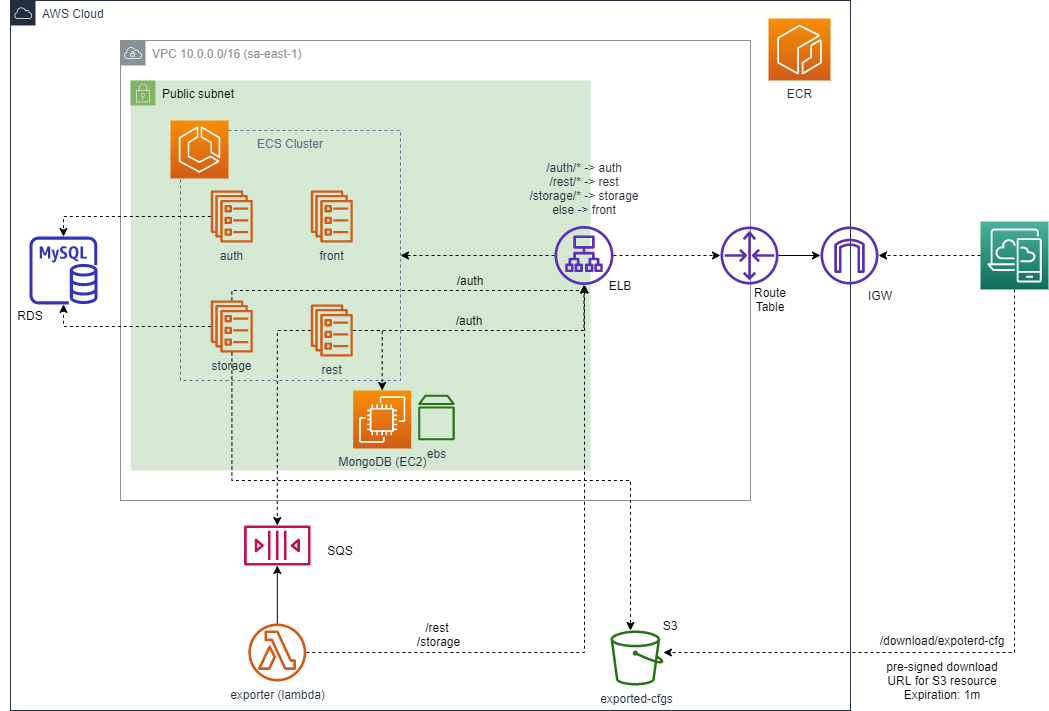 AWS Cloud
VPC 10.0.0.0/16 (sa-east-1)
Public subnet
ECR
ECS Cluster
/auth/* -> auth
/rest/* -> rest
/storage/* -> storage
else -> front
MySQL
RDS
auth
front
ELB
Route
Table
IGW
/auth
/auth
storage
rest
MongoDB (EC2)
ebs
SQS
/rest
/storage
exporter (lambda)
S3
exported-cfgs
/download/expoterd-cfg
pre-signed download
URL for S3 resource
Expiration: 1m